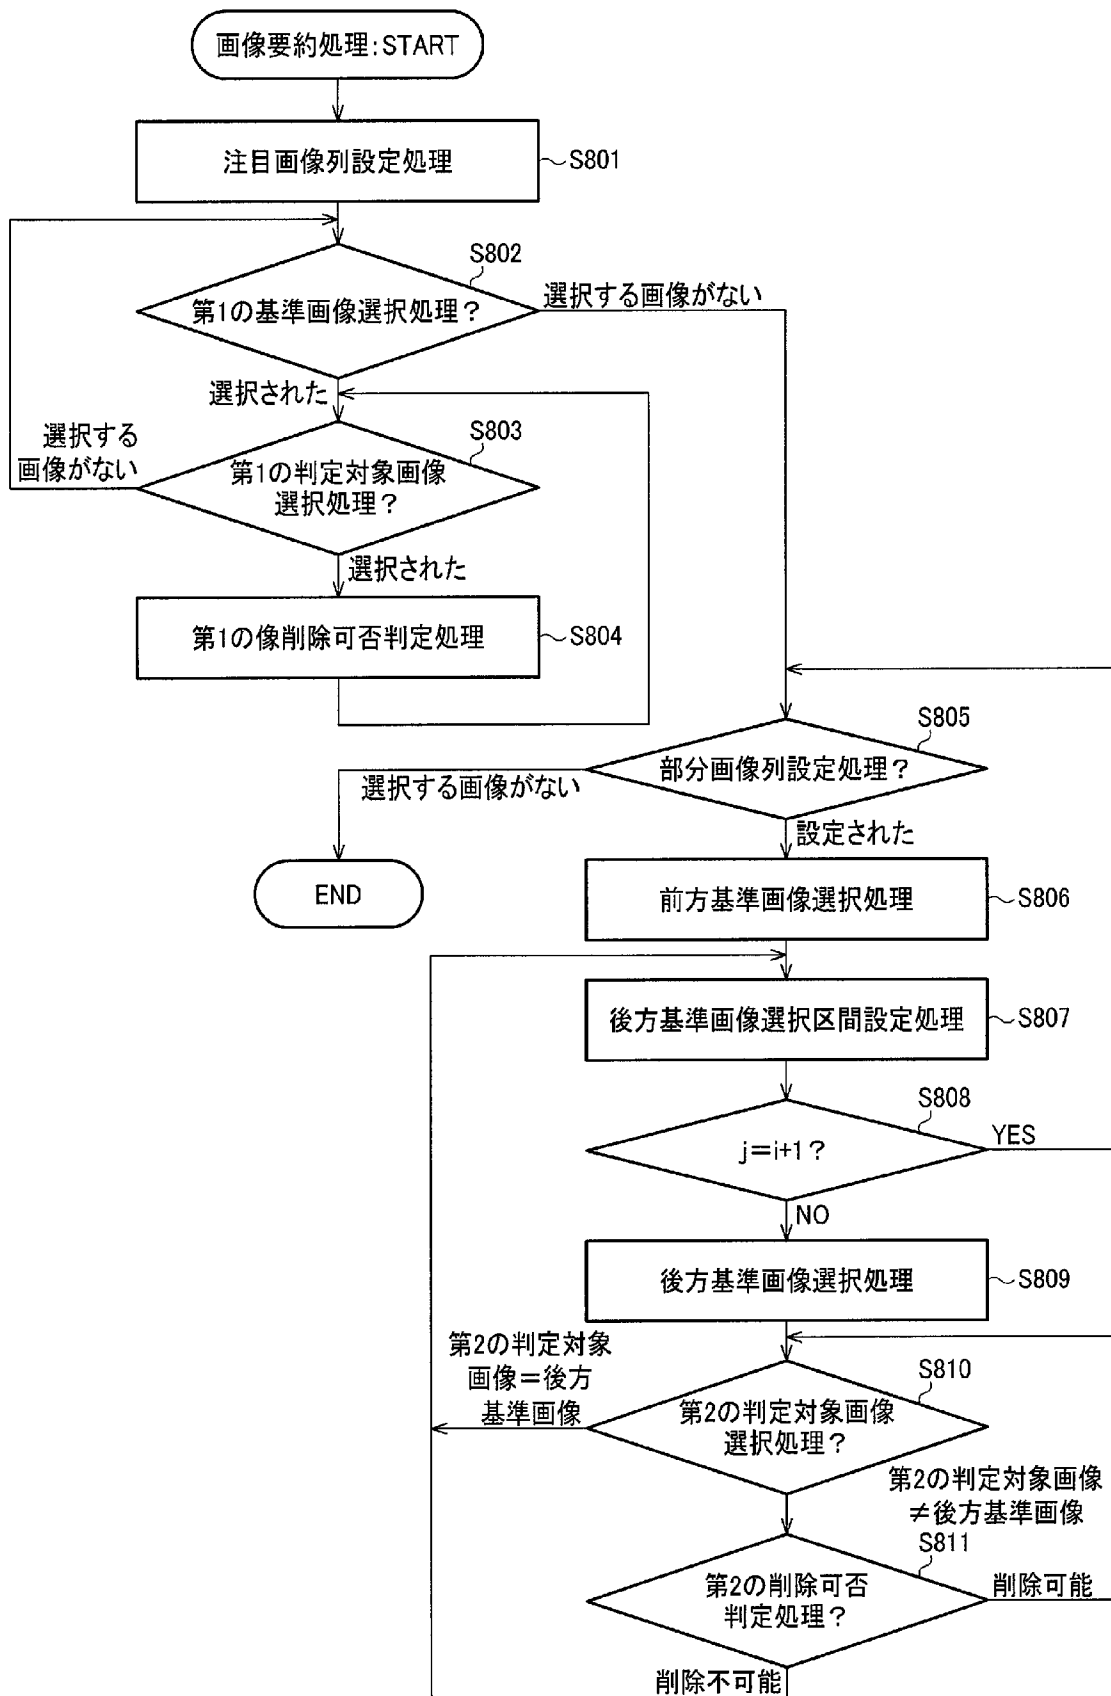 画像要約処理:START
注目画像列設定処理
S801
S802
第1の基準画像選択処理?
選択する画像がない
選択された
選択する
画像がない
S803
第1の判定対象画像
選択処理?
選択された
第1の像削除可否判定処理
S804
S805
部分画像列設定処理?
選択する画像がない
設定された
END
前方基準画像選択処理
S806
後方基準画像選択区間設定処理
S807
S808
j=i+1?
YES
NO
後方基準画像選択処理
S809
第2の判定対象
画像=後方
基準画像
S810
第2の判定対象画像
選択処理?
第2の判定対象画像
≠後方基準画像
S811
第2の削除可否
判定処理?
削除可能
削除不可能